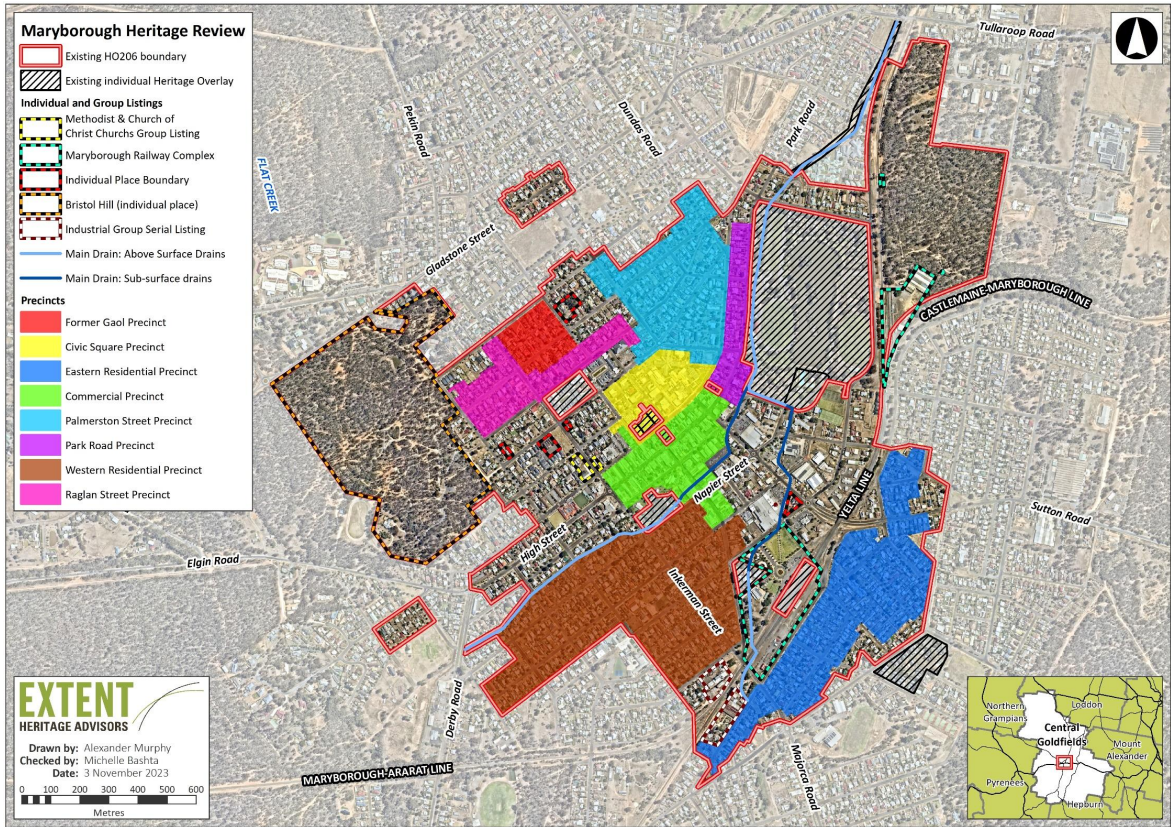 Maryborough Heritage Review
Existing HO206 boundary
Existing individual Heritage Overlay
Individual and Group Listings
Methodist & Church of
Christ Churchs Group Listing
Maryborough Railway Complex
Individual Place Boundary
Bristol Hill (individual place)
Industrial Group Serial Listing
Main Drain: Above Surface Drains
Main Drain: Sub-surface drains
Precincts
Former Gaol Precinct
Civic Square Precinct
Eastern Residential Precinct
Commercial Precinct
Palmerston Street Precinct
Park Road Precinct
Western Residential Precinct
Raglan Street Precinct
Tullaroop Road
Park Road
Dundas Road
Pekin Road
FLAT CREEK
Gladstone Street
CASTLEMAINE-MARYBOROUGH LINE
Napier Street
YELTA LINE
Sutton Road
High Street
Elgin Road
Inkerman Street
Derby Road
Majorca Road
MARYBOROUGH-ARARAT LINE
EXTENT
HERITAGE ADVISORS
Drawn by: Alexander Murphy
Checked by: Michelle Bashta
Date: 3 November 2023
0 100 200 300 400 500 600
Metres
Northern
Grampians
Loddon
Central
Goldfields
Mount
Alexander
Pyrenees
Hepburn